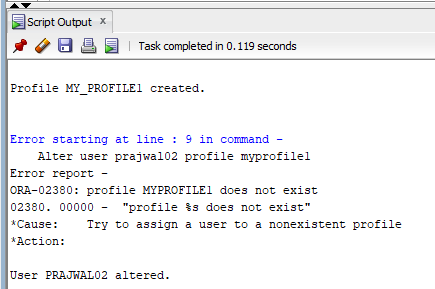 Script Output x
Task completed in 0.119 seconds
Profile MY_PROFILE1 created.
Error starting at line : 9 in command -
Alter user prajwal02 profile myprofile1
Error report -
ORA-02380: profile MYPROFILE1 does not exist
02380. 00000 -  "profile %s does not exist"
*Cause:    Try to assign a user to a nonexistent profile
*Action:
User PRAJWAL02 altered.